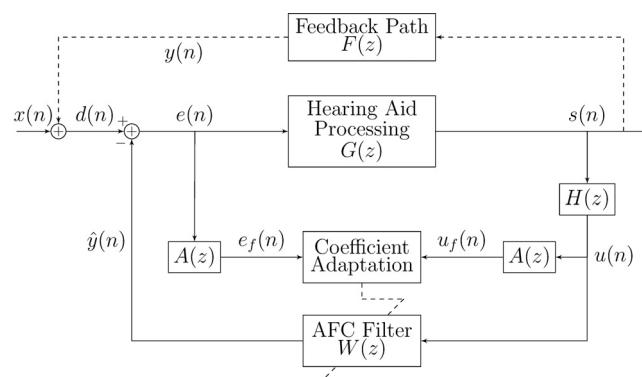 Feedback Path
F(z)
y(n)
x(n)
d(n)
+
−
e(n)
Hearing Aid
Processing
G(z)
s(n)
H(z)
ŷ(n)
A(z)
e_f(n)
Coefficient
Adaptation
u_f(n)
A(z)
u(n)
AFC Filter
W(z)